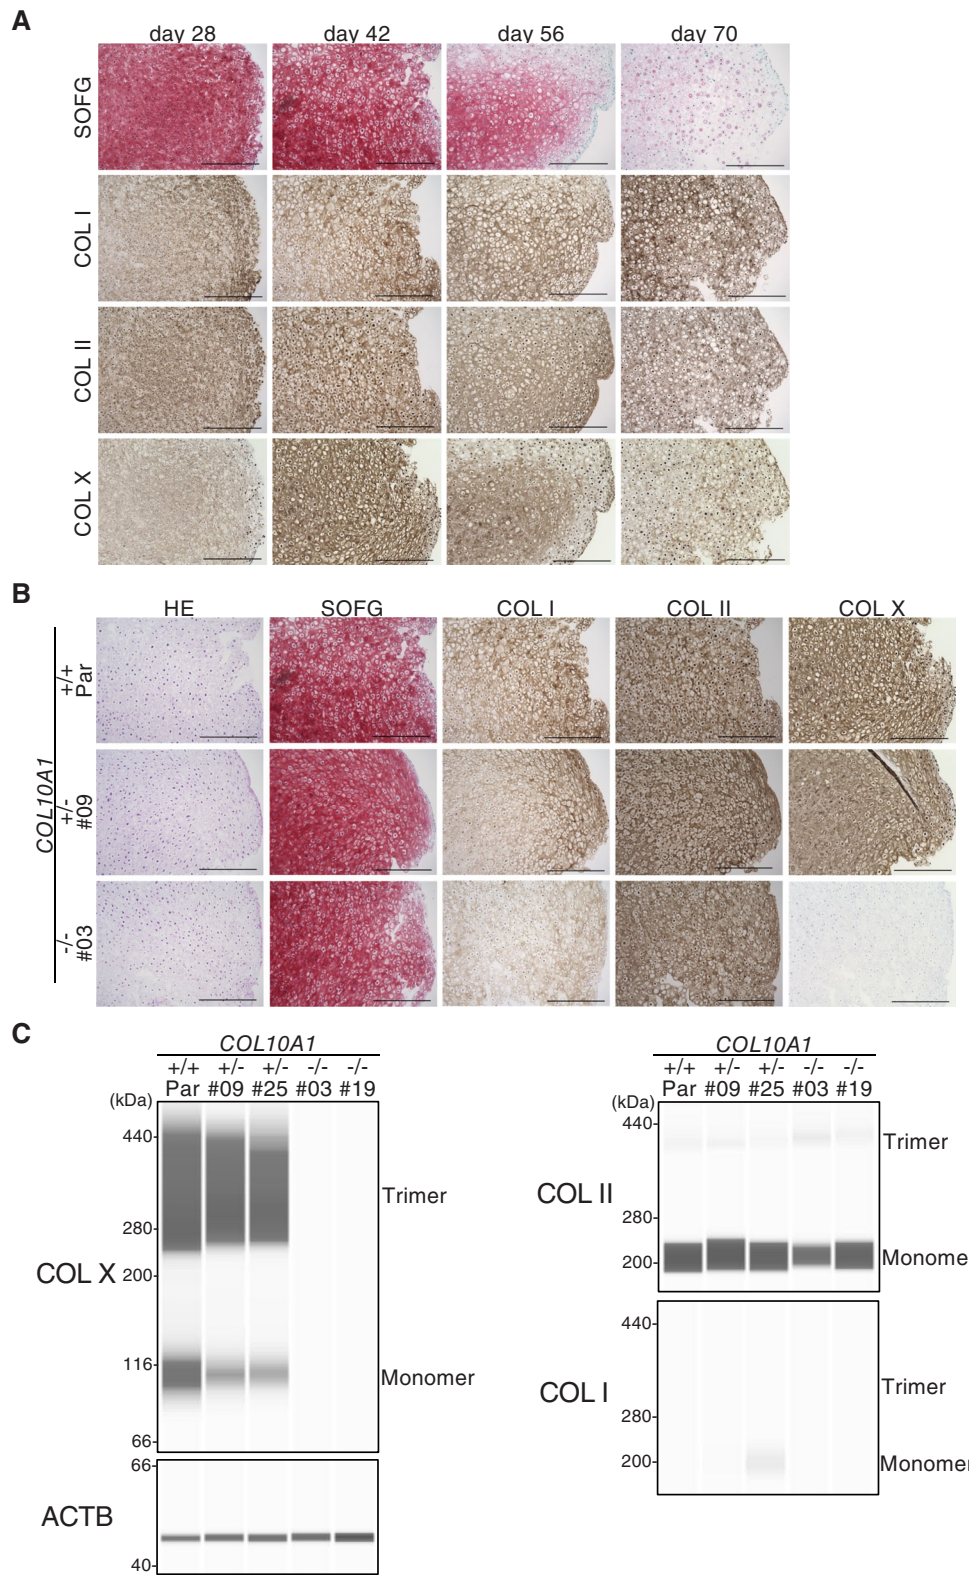 A
day 28 day 42 day 56 day 70
SOFG
COL I
COL II
COL X
B
HE SOFG COL I COL II COL X
COL10A1
+/+ Par
+/- #09
-/- #03
C
COL10A1
+/+ +/- +/- -/- -/-
Par #09 #25 #03 #19
(kDa)
440
Trimer
280
200
COL X
116
Monomer
66
66
ACTB
40
COL10A1
+/+ +/- +/- -/- -/-
Par #09 #25 #03 #19
(kDa)
440
Trimer
COL II
280
200
Monome
440
Trimer
COL I
280
200
Monome